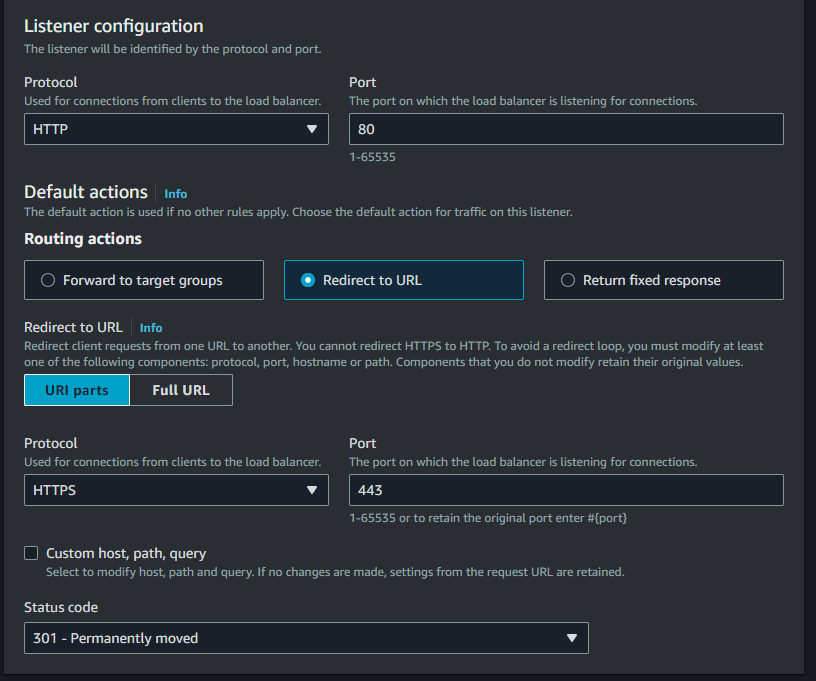 Listener configuration
The listener will be identified by the protocol and port.
Protocol
Used for connections from clients to the load balancer.
HTTP
Port
The port on which the load balancer is listening for connections.
80
1-65535
Default actions Info
The default action is used if no other rules apply. Choose the default action for traffic on this listener.
Routing actions
Forward to target groups
Redirect to URL
Return fixed response
Redirect to URL Info
Redirect client requests from one URL to another. You cannot redirect HTTPS to HTTP. To avoid a redirect loop, you must modify at least
one of the following components: protocol, port, hostname or path. Components that you do not modify retain their original values.
URI parts
Full URL
Protocol
Used for connections from clients to the load balancer.
HTTPS
Port
The port on which the load balancer is listening for connections.
443
1-65535 or to retain the original port enter #{port}
Custom host, path, query
Select to modify host, path and query. If no changes are made, settings from the request URL are retained.
Status code
301 - Permanently moved